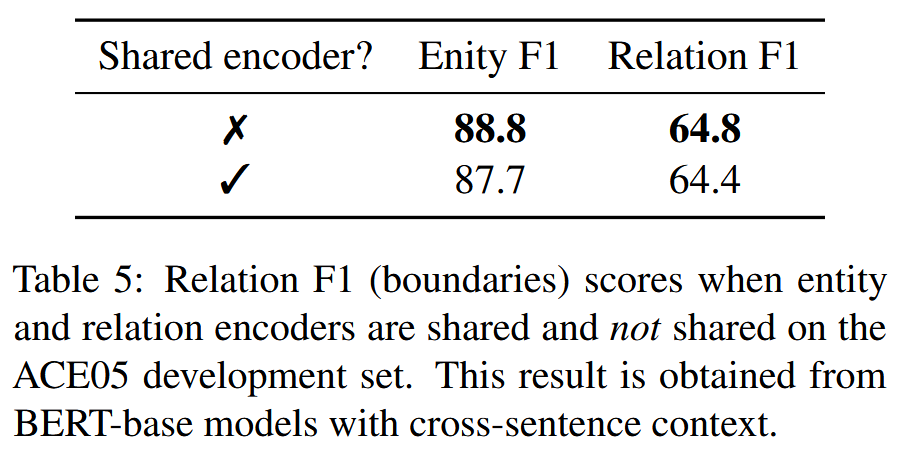 Shared encoder? Enity F1 Relation F1
✗ 88.8 64.8
✓ 87.7 64.4
Table 5: Relation F1 (boundaries) scores when entity
and relation encoders are shared and not shared on the
ACE05 development set. This result is obtained from
BERT-base models with cross-sentence context.